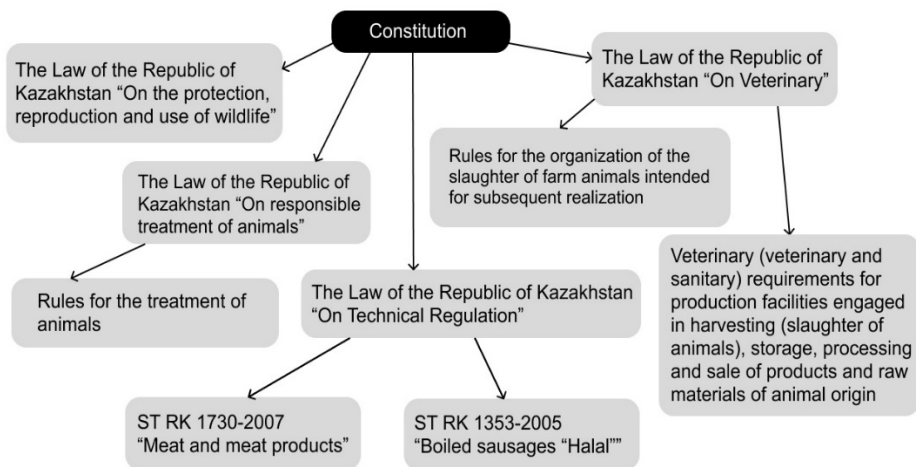 Constitution
The Law of the Republic of
Kazakhstan “On the protection,
reproduction and use of wildlife”
The Law of the Republic of
Kazakhstan “On Veterinary”
Rules for the organization of the
slaughter of farm animals intended
for subsequent realization
The Law of the Republic of
Kazakhstan “On responsible
treatment of animals”
Veterinary (veterinary and
sanitary) requirements for
production facilities engaged
in harvesting (slaughter of
animals), storage, processing
and sale of products and raw
materials of animal origin
Rules for the treatment of
animals
The Law of the Republic of Kazakhstan
“On Technical Regulation”
ST RK 1730-2007
“Meat and meat products”
ST RK 1353-2005
“Boiled sausages “Halal””